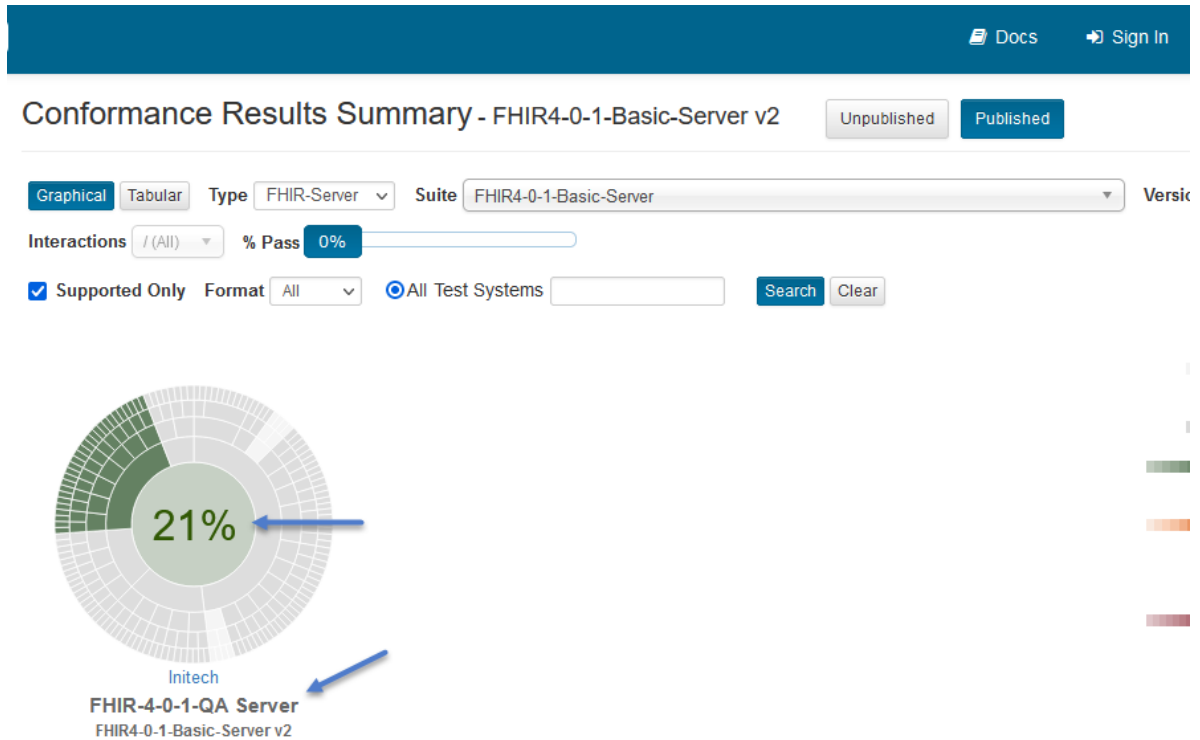 Docs Sign In
Conformance Results Summary - FHIR4-0-1-Basic-Server v2 Unpublished Published
Graphical Tabular Type FHIR-Server Suite FHIR4-0-1-Basic-Server Versio
Interactions / (All) % Pass 0%
Supported Only Format All All Test Systems Search Clear
21%
Initech
FHIR-4-0-1-QA Server
FHIR4-0-1-Basic-Server v2